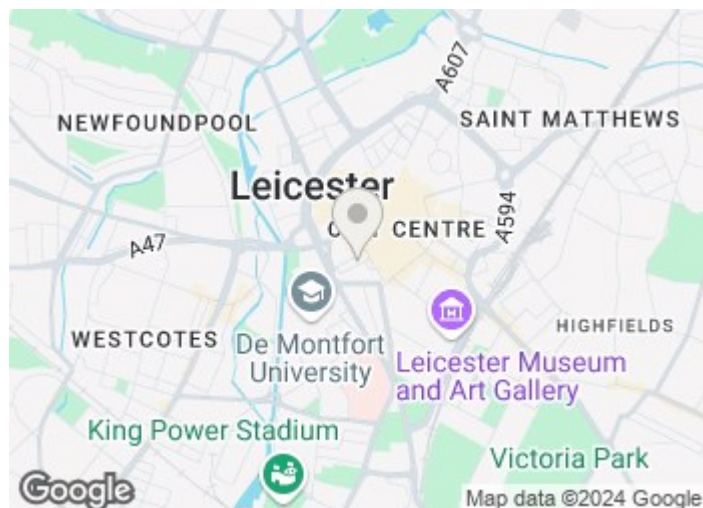 A607
NEWFOUNDPOOL
SAINT MATTHEWS
Leicester
CENTRE
A594
A47
WESTCOTES
HIGHFIELDS
De Montfort
University
Leicester Museum
and Art Gallery
King Power Stadium
Victoria Park
Google
Map data ©2024 Google